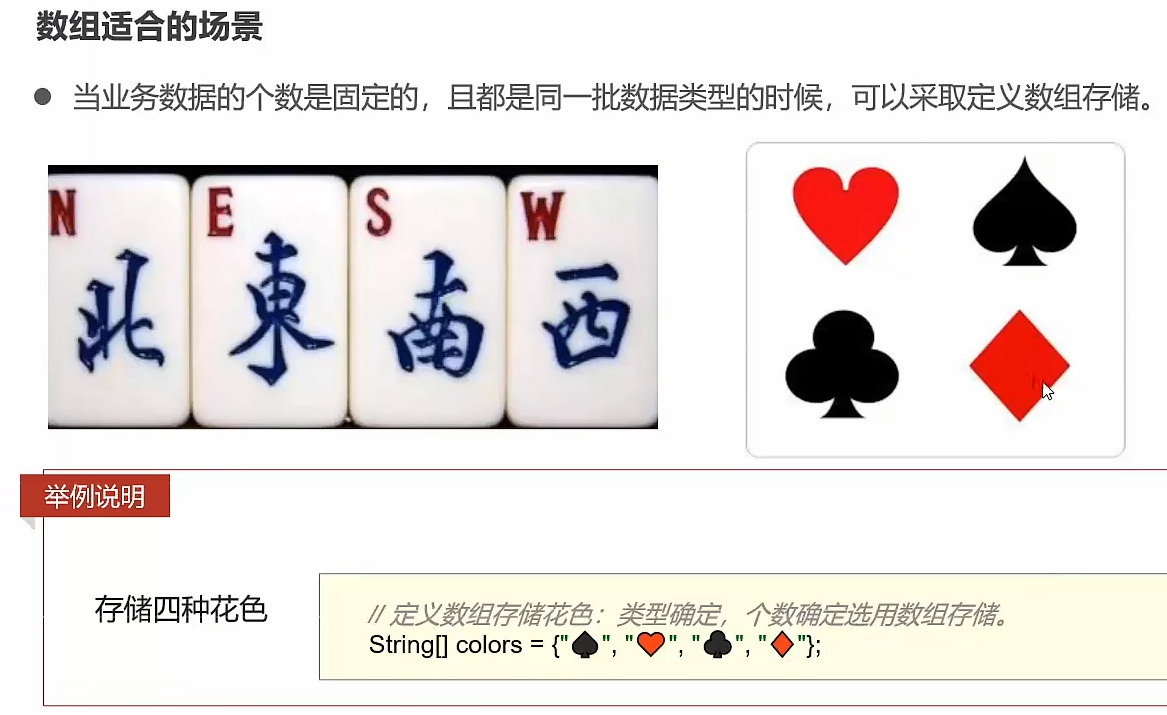 数组适合的场景
● 当业务数据的个数是固定的，且都是同一批数据类型的时候，可以采取定义数组存储。
N E S W
北 東 南 西
举例说明
存储四种花色
// 定义数组存储花色：类型确定，个数确定选用数组存储。
String[] colors = {"♠", "♥", "♣", "♦"};